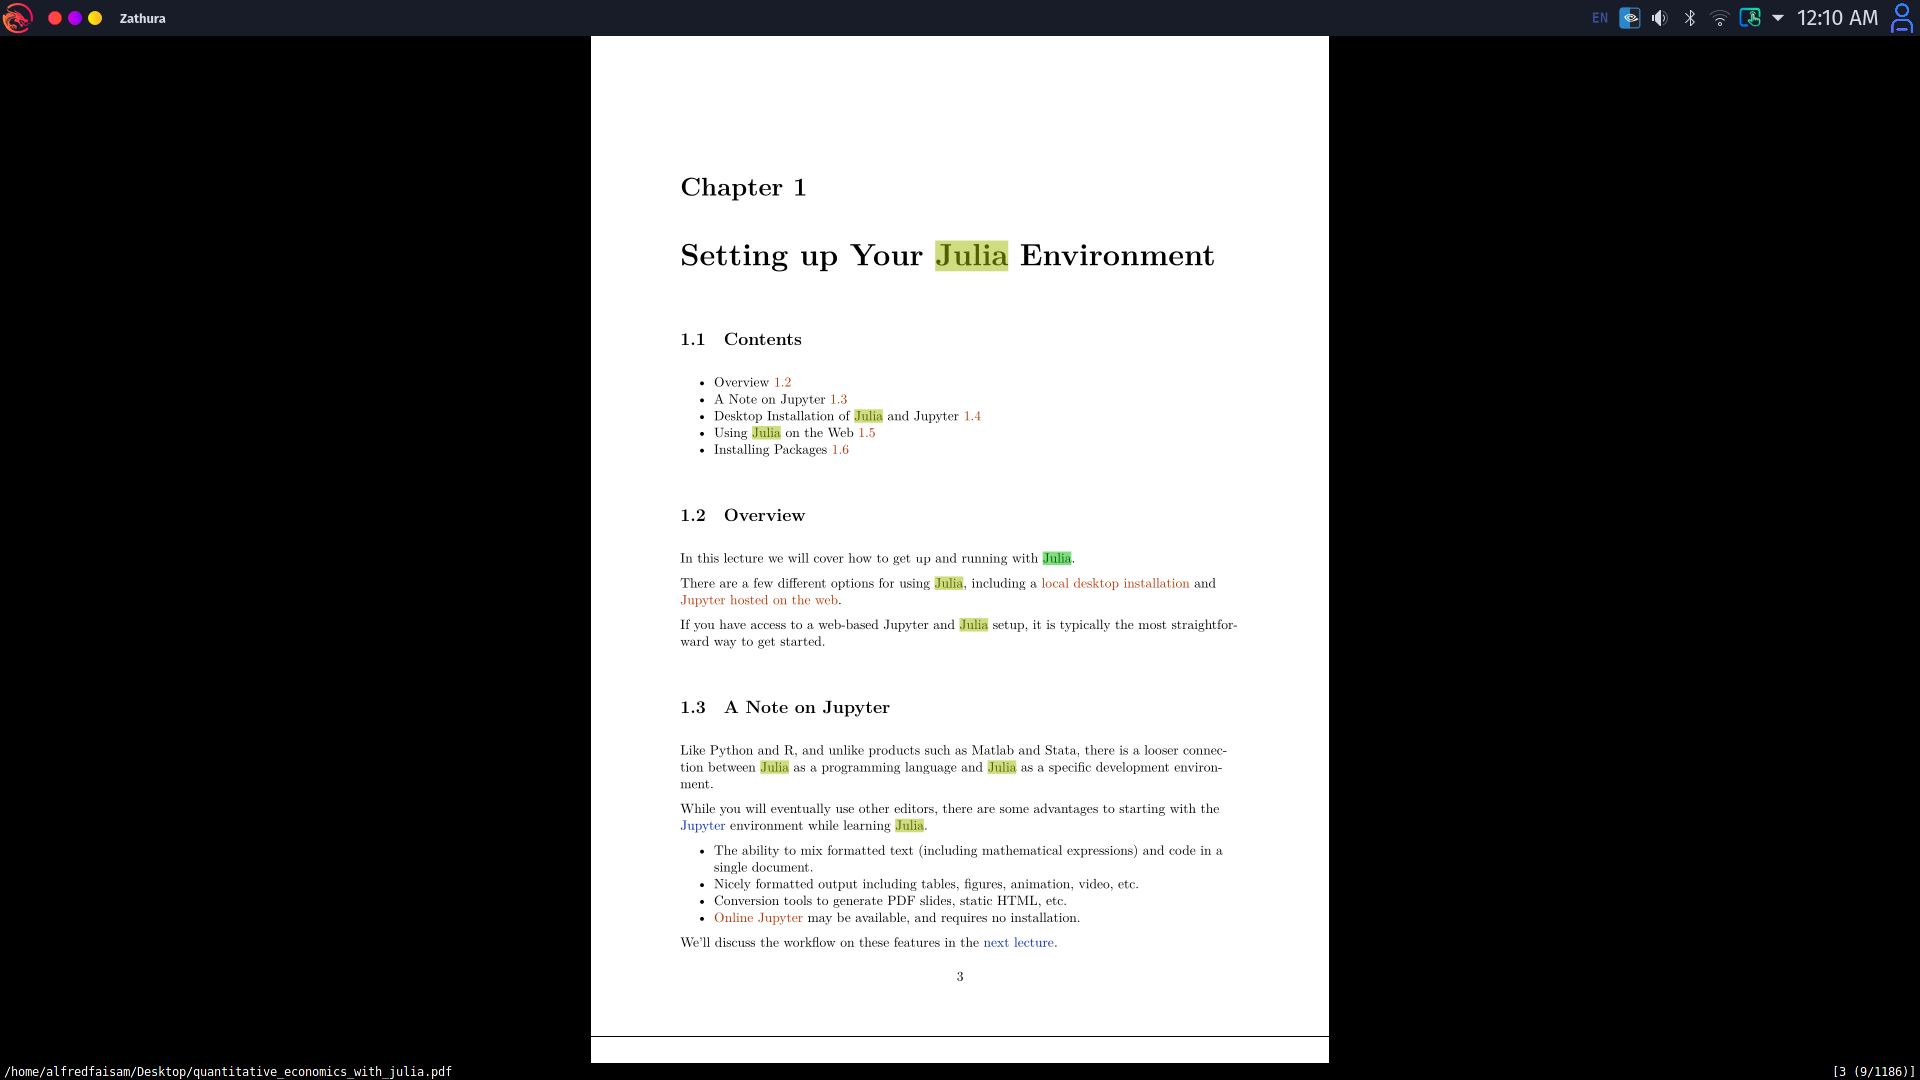 Zathura
EN
12:10 AM
Chapter 1
Setting up Your Julia Environment
1.1 Contents
• Overview 1.2
• A Note on Jupyter 1.3
• Desktop Installation of Julia and Jupyter 1.4
• Using Julia on the Web 1.5
• Installing Packages 1.6
1.2 Overview
In this lecture we will cover how to get up and running with Julia.
There are a few different options for using Julia, including a local desktop installation and
Jupyter hosted on the web.
If you have access to a web-based Jupyter and Julia setup, it is typically the most straightfor-
ward way to get started.
1.3 A Note on Jupyter
Like Python and R, and unlike products such as Matlab and Stata, there is a looser connec-
tion between Julia as a programming language and Julia as a specific development environ-
ment.
While you will eventually use other editors, there are some advantages to starting with the
Jupyter environment while learning Julia.
• The ability to mix formatted text (including mathematical expressions) and code in a
single document.
• Nicely formatted output including tables, figures, animation, video, etc.
• Conversion tools to generate PDF slides, static HTML, etc.
• Online Jupyter may be available, and requires no installation.
We'll discuss the workflow on these features in the next lecture.
3
/home/alfredfaisam/Desktop/quantitative_economics_with_julia.pdf
[3 (9/1186)]